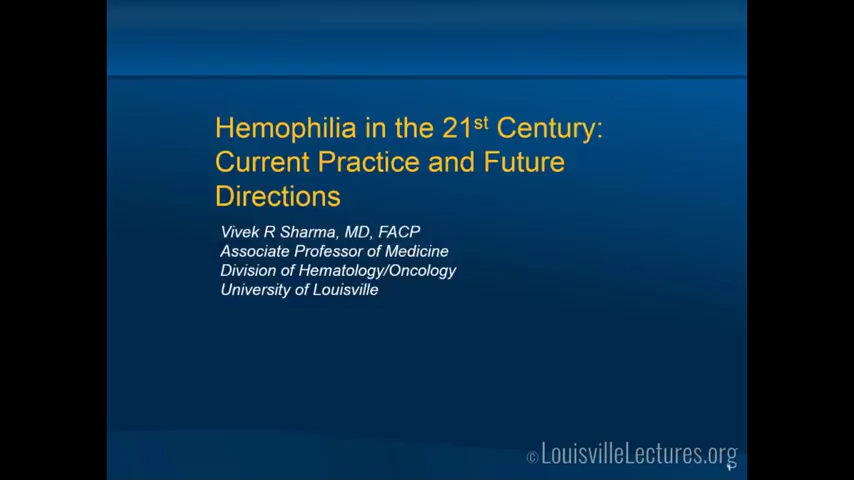 Hemophilia in the 21st Century:
Current Practice and Future
Directions
Vivek R Sharma, MD, FACP
Associate Professor of Medicine
Division of Hematology/Oncology
University of Louisville
© LouisvilleLectures.org